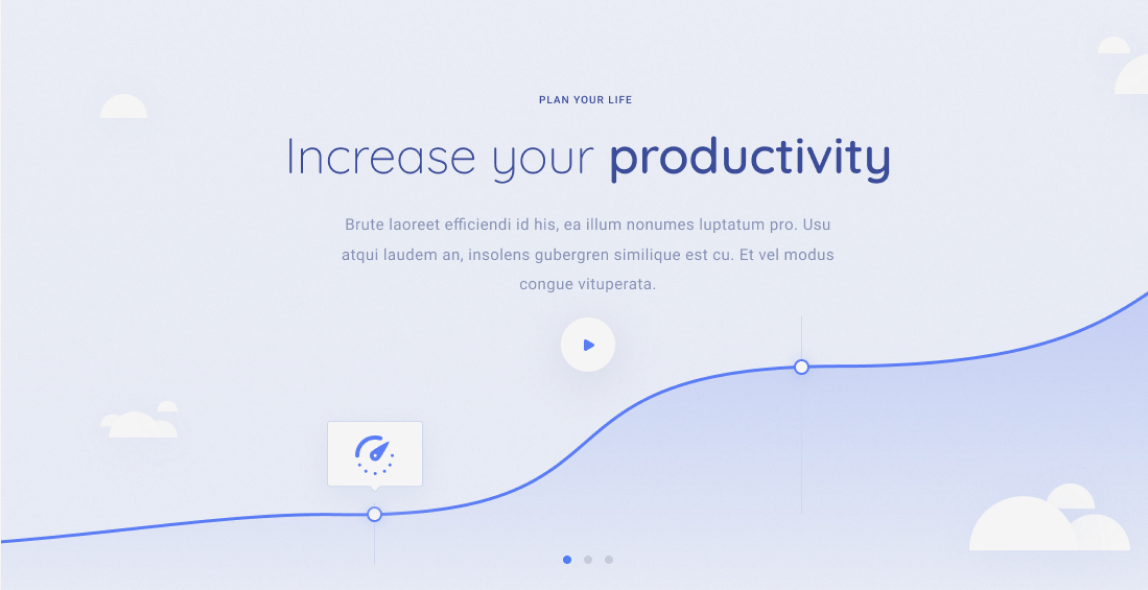 PLAN YOUR LIFE
Increase your productivity
Brute laoreet efficiendi id his, ea illum nonumes luptatum pro. Usu
atqui laudem an, insolens gubergren similique est cu. Et vel modus
congue vituperata.